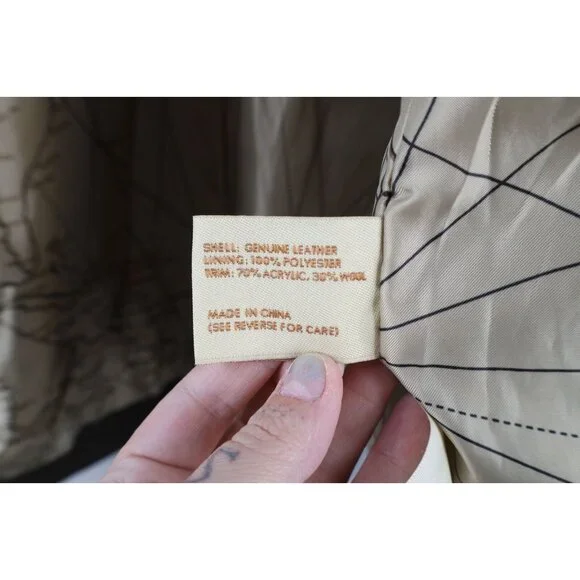 SHELL: GENUINE LEATHER
LINING: 100% POLYESTER
TRIM: 70% ACRYLIC, 30% WOOL
MADE IN CHINA
(SEE REVERSE FOR CARE)